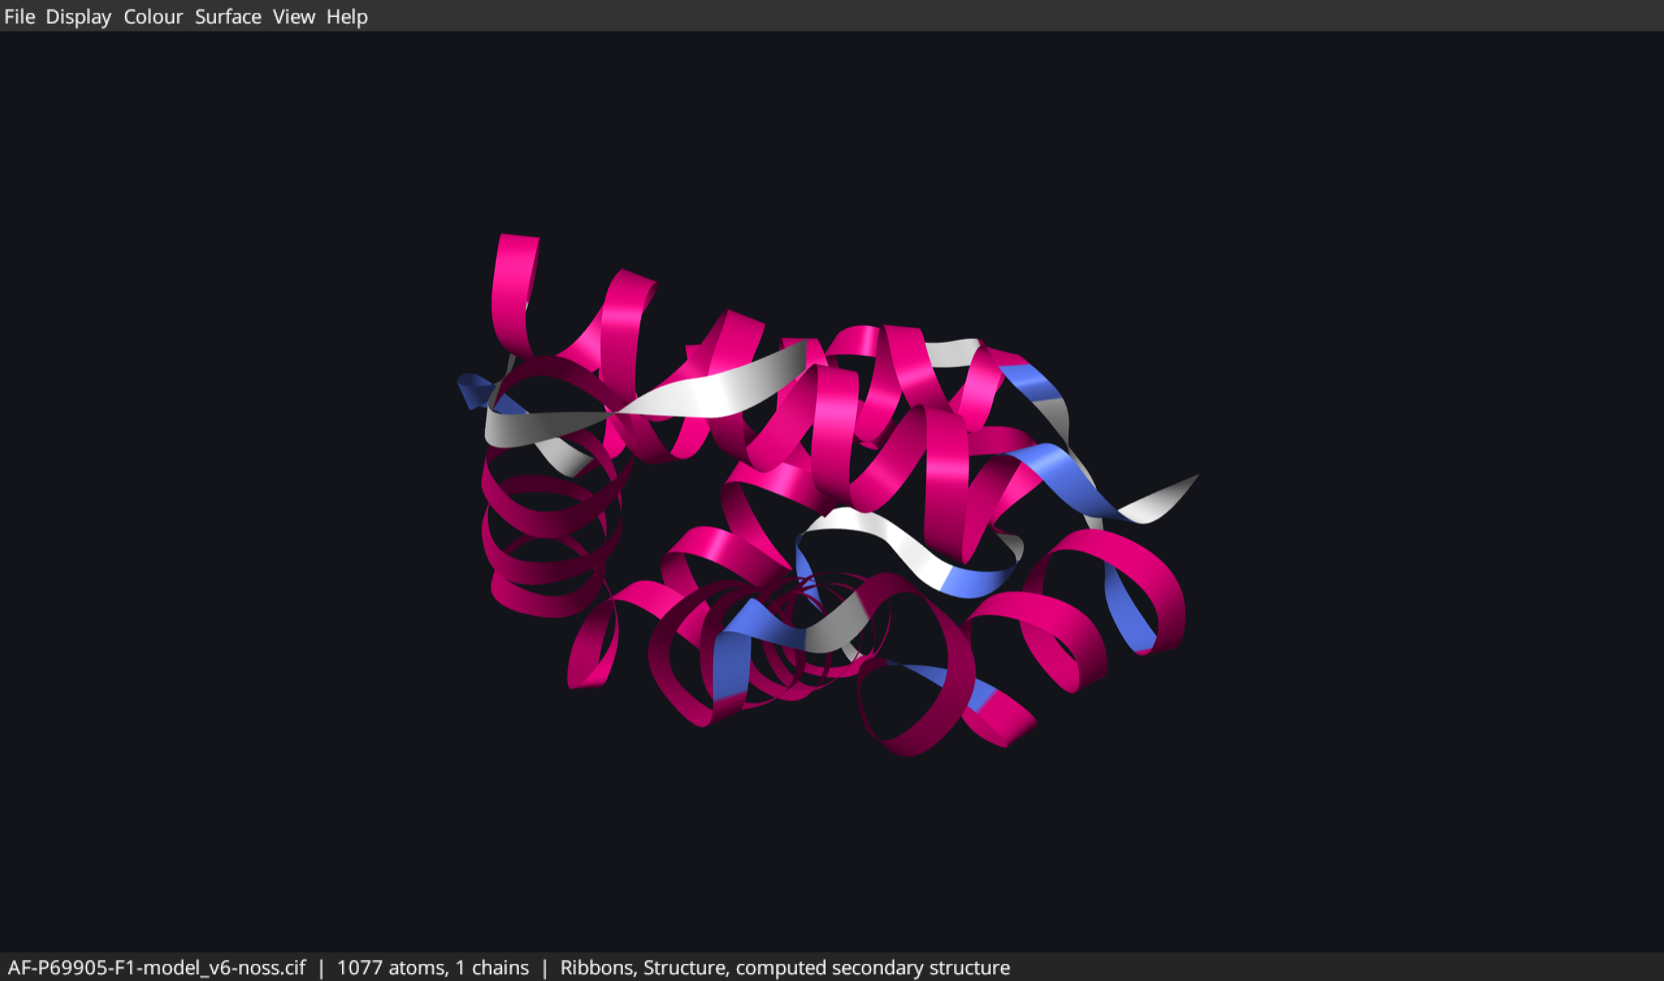 File Display Colour Surface View Help
AF-P69905-F1-model_v6-noss.cif | 1077 atoms, 1 chains | Ribbons, Structure, computed secondary structure